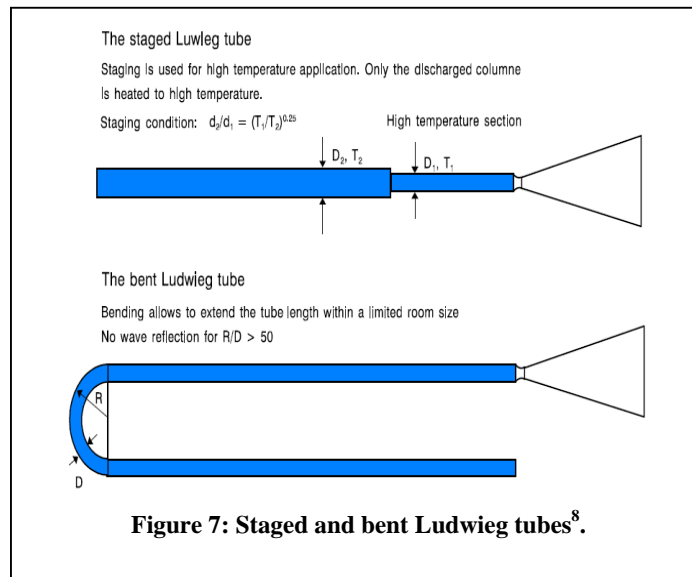 The staged Luwleg tube
Staging is used for high temperature application. Only the discharged columne
is heated to high temperature.
Staging condition: d₂/d₁ = (T₁/T₂)^0.25
High temperature section
D₂, T₂
D₁, T₁
The bent Ludwieg tube
Bending allows to extend the tube length within a limited room size
No wave reflection for R/D > 50
R
D
Figure 7: Staged and bent Ludwieg tubes⁸.